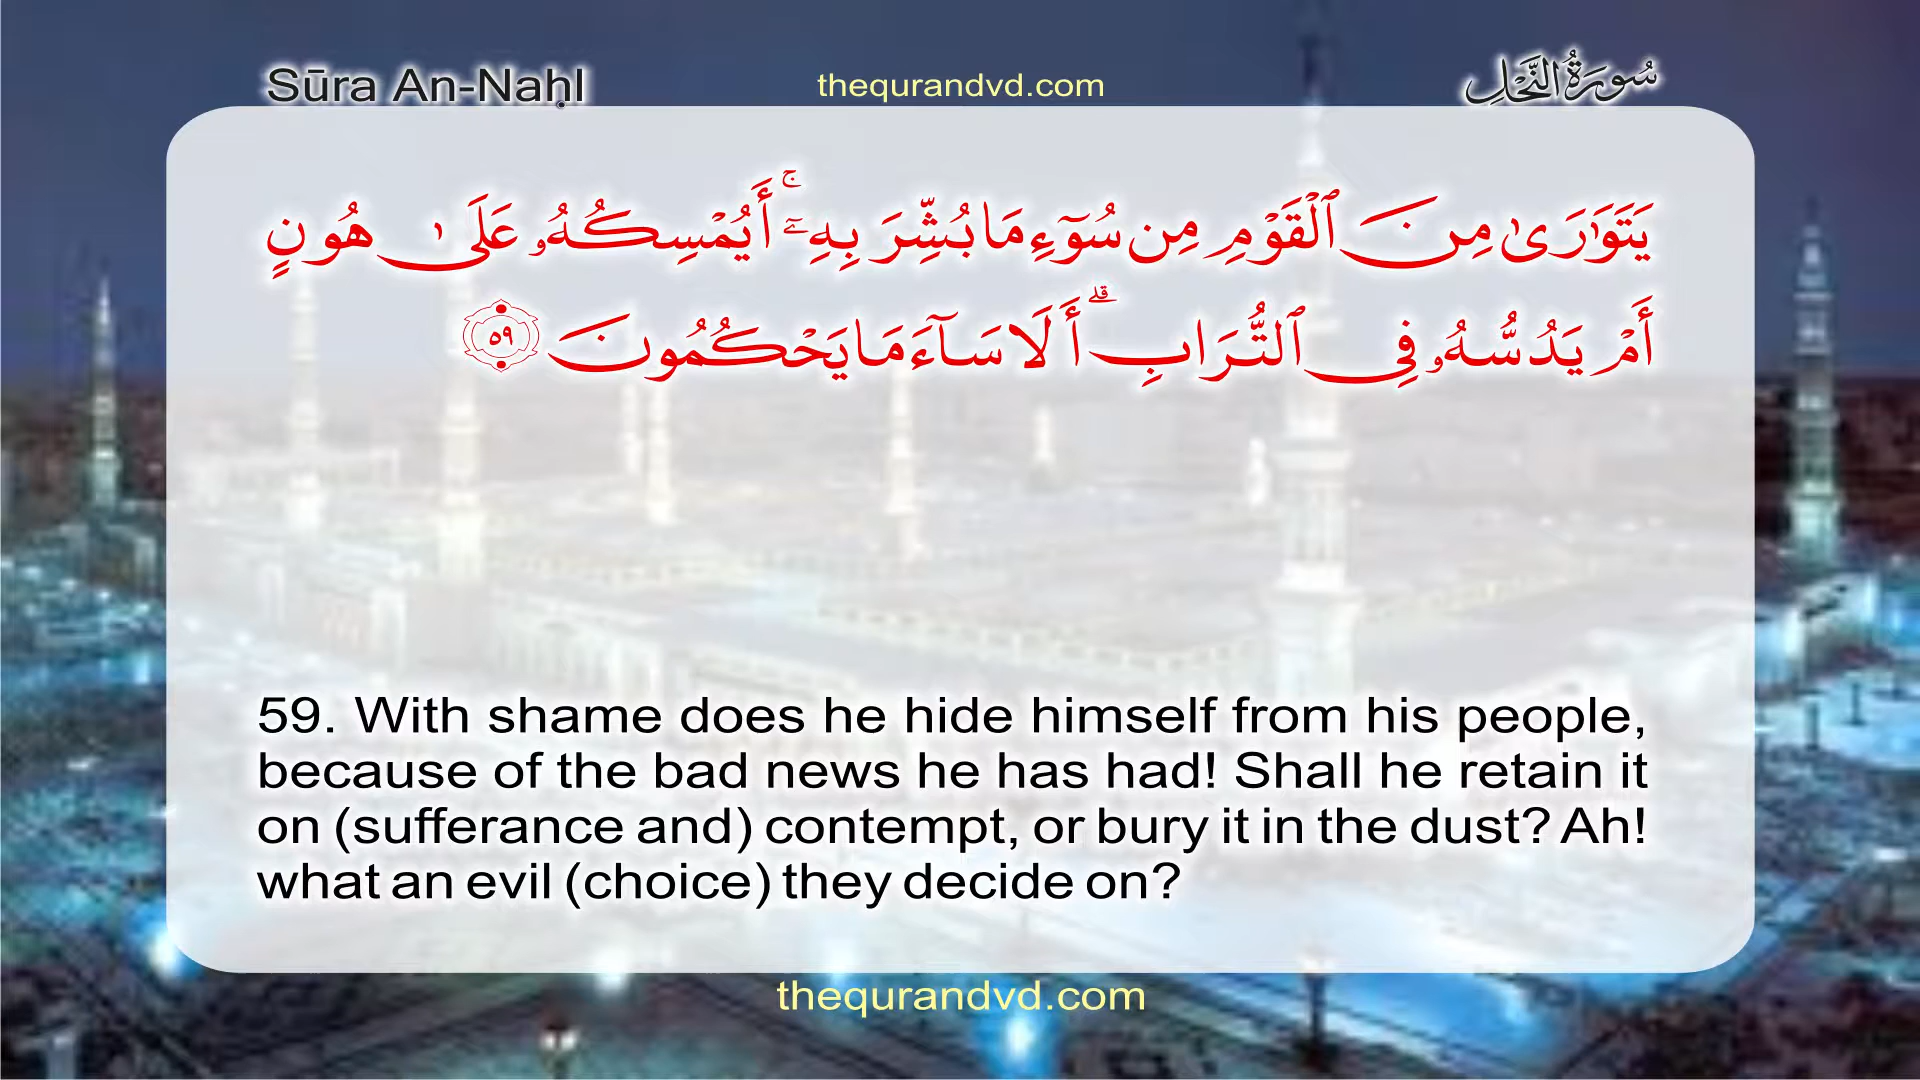 Sūra An-Naḥl
thequrandvd.com
سُورَةُ النَّحْلِ
يَتَوَٰرَىٰ مِنَ ٱلْقَوْمِ مِن سُوٓءِ مَا بُشِّرَ بِهِۦٓ ۚ أَيُمْسِكُهُۥ عَلَىٰ هُونٍ
أَمْ يَدُسُّهُۥ فِى ٱلتُّرَابِ ۗ أَلَا سَآءَ مَا يَحْكُمُونَ ٥٩
59. With shame does he hide himself from his people,
because of the bad news he has had! Shall he retain it
on (sufferance and) contempt, or bury it in the dust? Ah!
what an evil (choice) they decide on?
thequrandvd.com